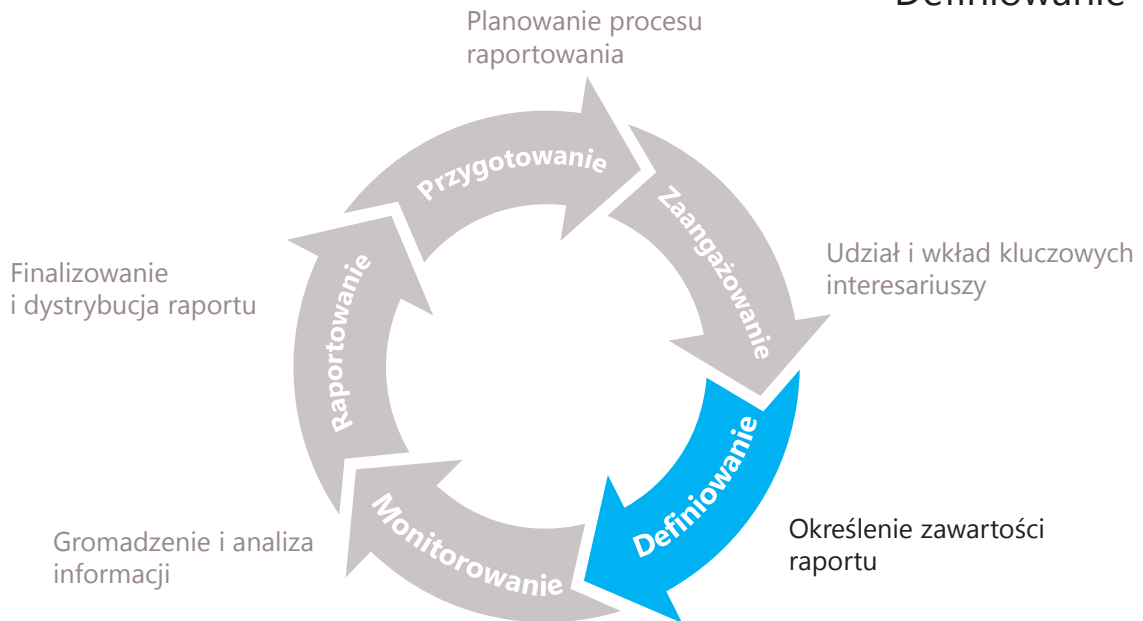 Definiowanie
Planowanie procesu
raportowania
Przygotowanie
Zaangażowanie
Udział i wkład kluczowych
interesariuszy
Definiowanie
Określenie zawartości
raportu
Monitorowanie
Gromadzenie i analiza
informacji
Raportowanie
Finalizowanie
i dystrybucja raportu